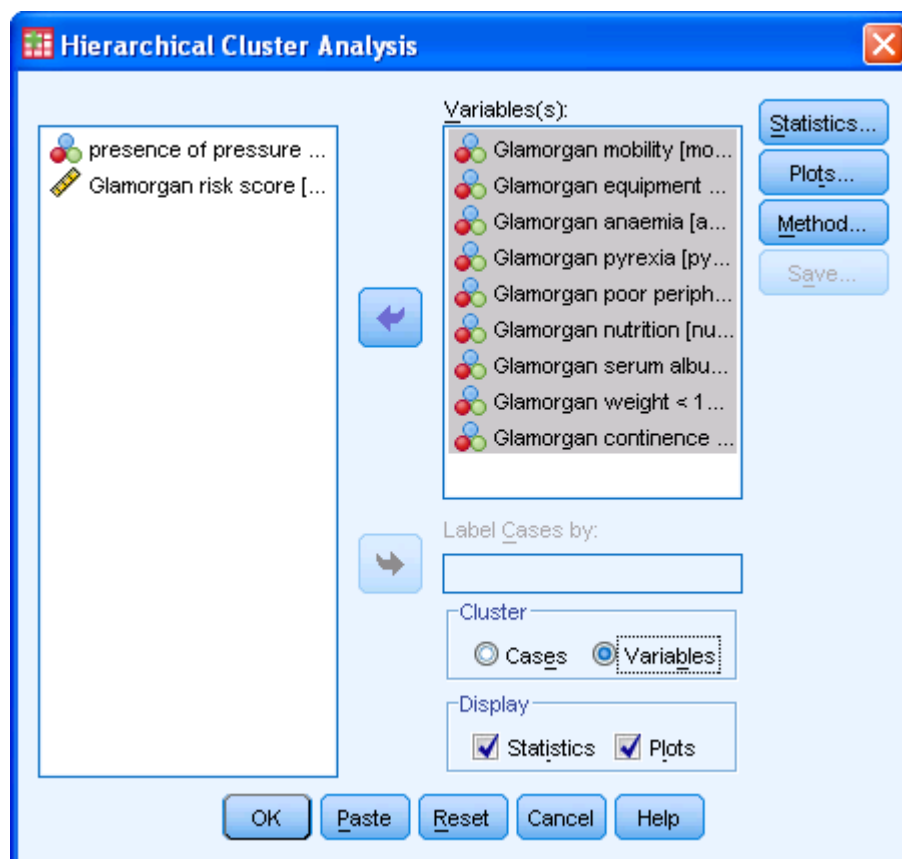 Hierarchical Cluster Analysis
presence of pressure ...
Glamorgan risk score [...
Variables(s):
Glamorgan mobility [mo...
Glamorgan equipment ...
Glamorgan anaemia [a...
Glamorgan pyrexia [py...
Glamorgan poor periph...
Glamorgan nutrition [nu...
Glamorgan serum albu...
Glamorgan weight < 1...
Glamorgan continence ...
Statistics...
Plots...
Method...
Save...
Label Cases by:
Cluster
Cases Variables
Display
Statistics Plots
OK Paste Reset Cancel Help